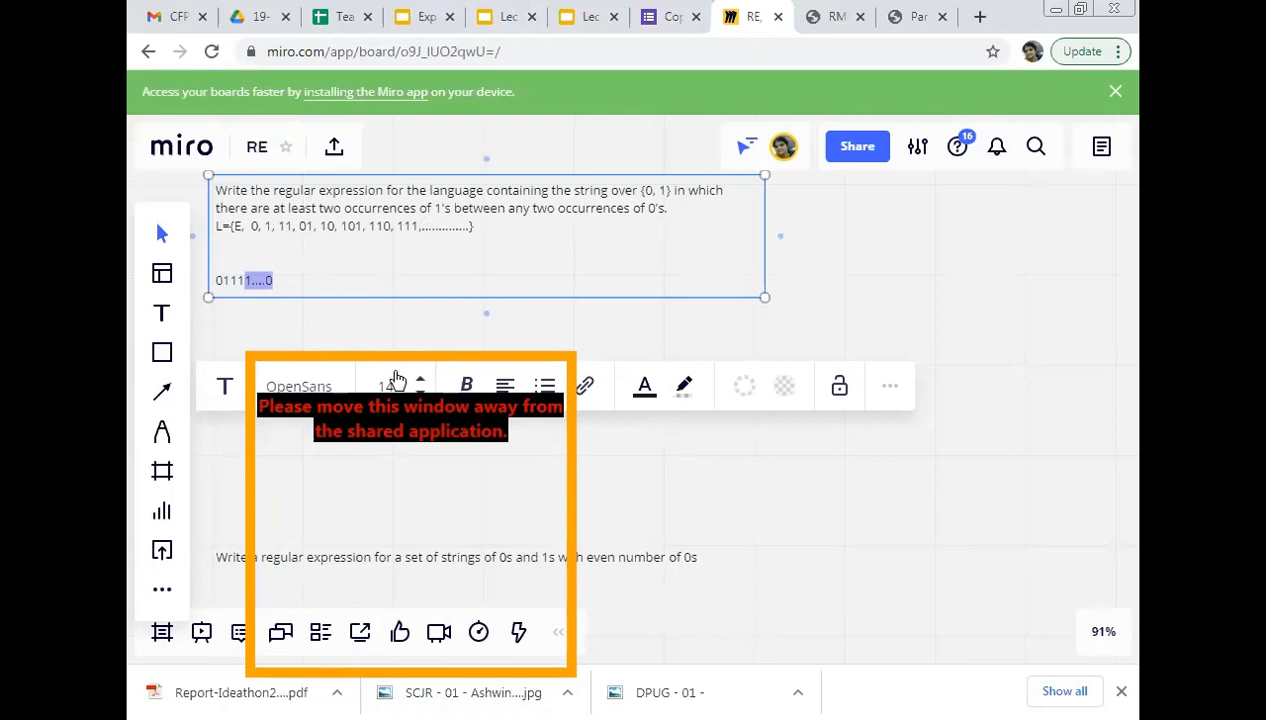 CFP
19-
Tea
Exp
Lec
Lec
Cop
RE,
RM
Par
miro.com/app/board/o9J_lUO2qwU=/
Update
Access your boards faster by installing the Miro app on your device.
miro
RE
Share
16
Write the regular expression for the language containing the string over {0, 1} in which
there are at least two occurrences of 1's between any two occurrences of 0's.
L={E, 0, 1, 11, 01, 10, 101, 110, 111,...............}
01111....0
T OpenSans 14 B A
Please move this window away from
the shared application.
Write a regular expression for a set of strings of 0s and 1s with even number of 0s
91%
Report-Ideathon2....pdf
SCJR - 01 - Ashwin....jpg
DPUG - 01 -
Show all